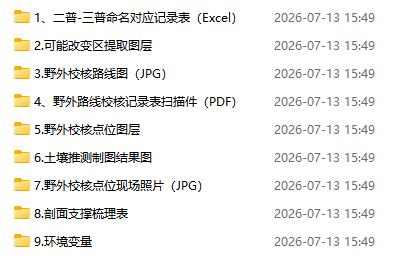 1、二普-三普命名对应记录表（Excel） 2026-07-13 15:49
2.可能改变区提取图层 2026-07-13 15:49
3.野外校核路线图（JPG） 2026-07-13 15:49
4、野外路线校核记录表扫描件（PDF） 2026-07-13 15:49
5.野外校核点位图层 2026-07-13 15:49
6.土壤推测制图结果图 2026-07-13 15:49
7.野外校核点位现场照片（JPG） 2026-07-13 15:49
8.剖面支撑梳理表 2026-07-13 15:49
9.环境变量 2026-07-13 15:49